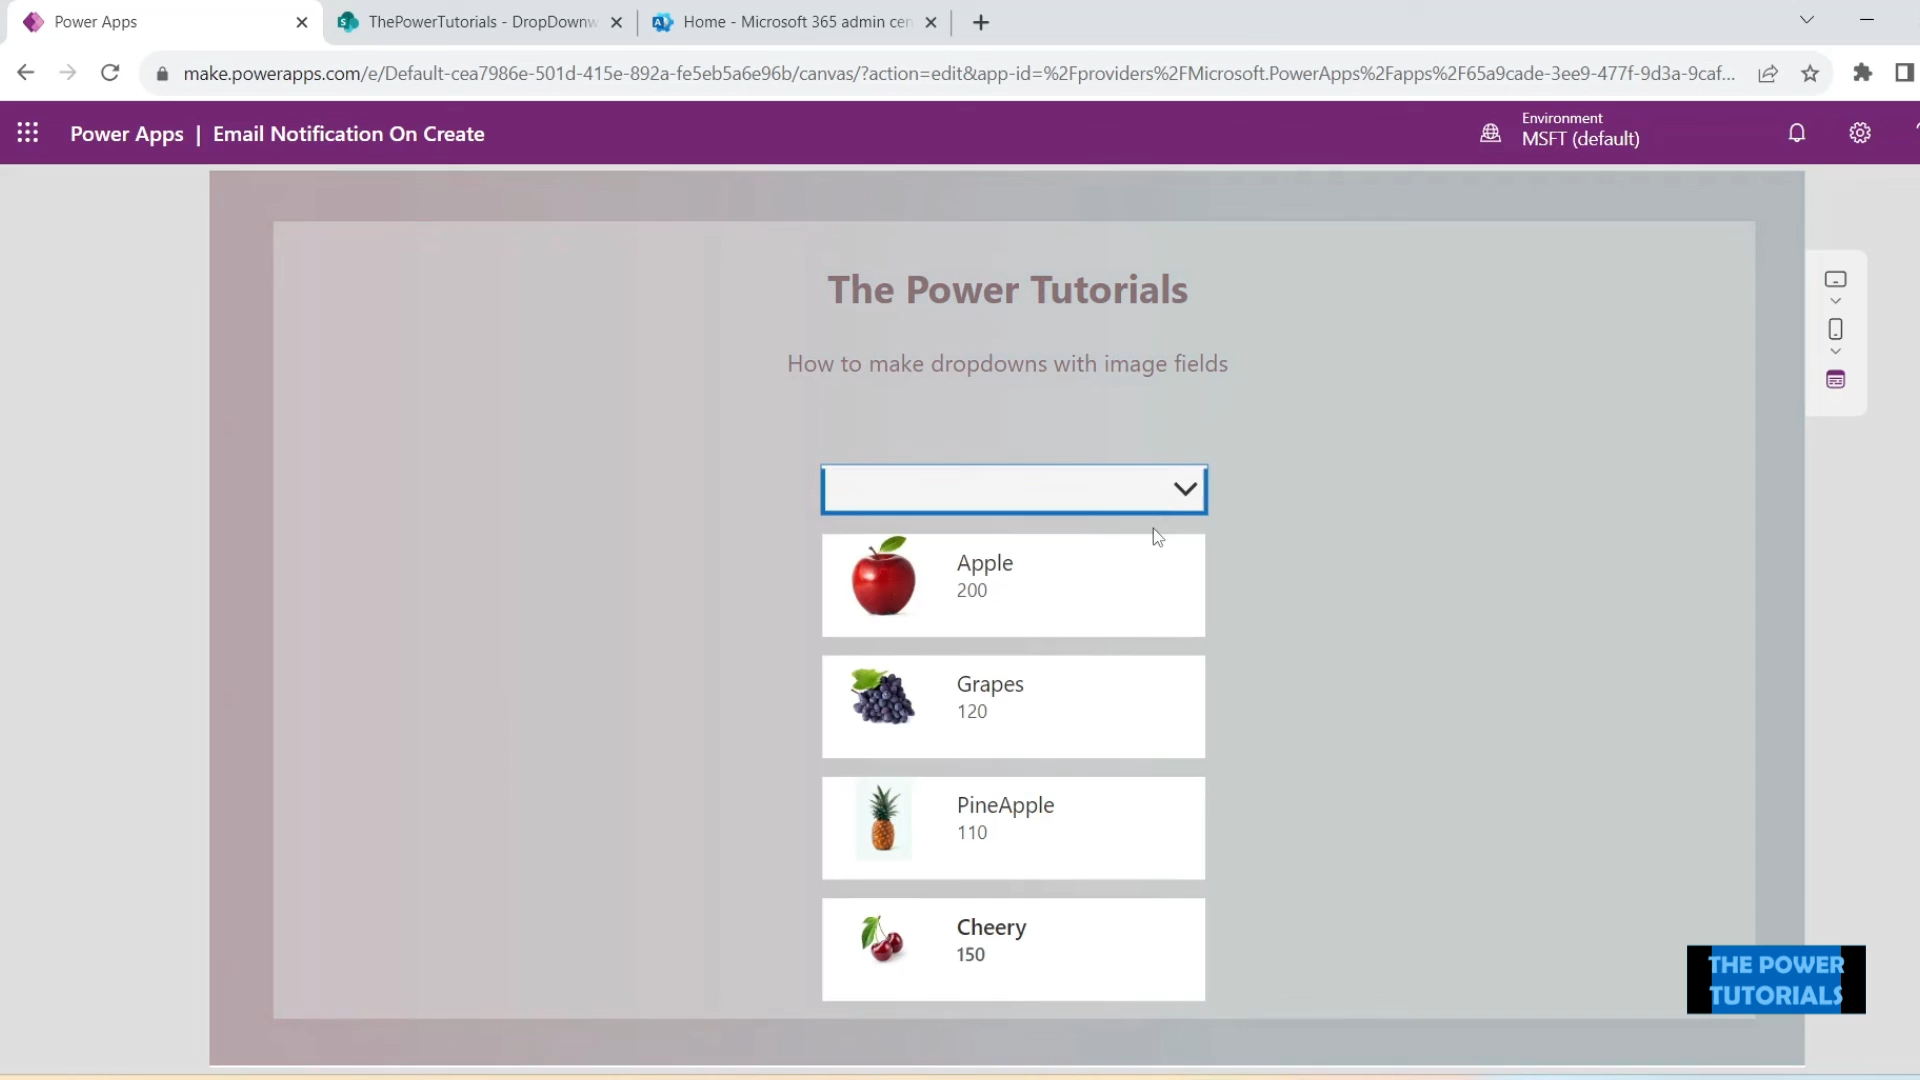 Power Apps
ThePowerTutorials - DropDownw
Home - Microsoft 365 admin cen
make.powerapps.com/e/Default-cea7986e-501d-415e-892a-fe5eb5a6e96b/canvas/?action=edit&app-id=%2Fproviders%2FMicrosoft.PowerApps%2Fapps%2F65a9cade-3ee9-477f-9d3a-9caf...
Power Apps | Email Notification On Create
Environment
MSFT (default)
The Power Tutorials
How to make dropdowns with image fields
Apple
200
Grapes
120
PineApple
110
Cheery
150
THE POWER
TUTORIALS